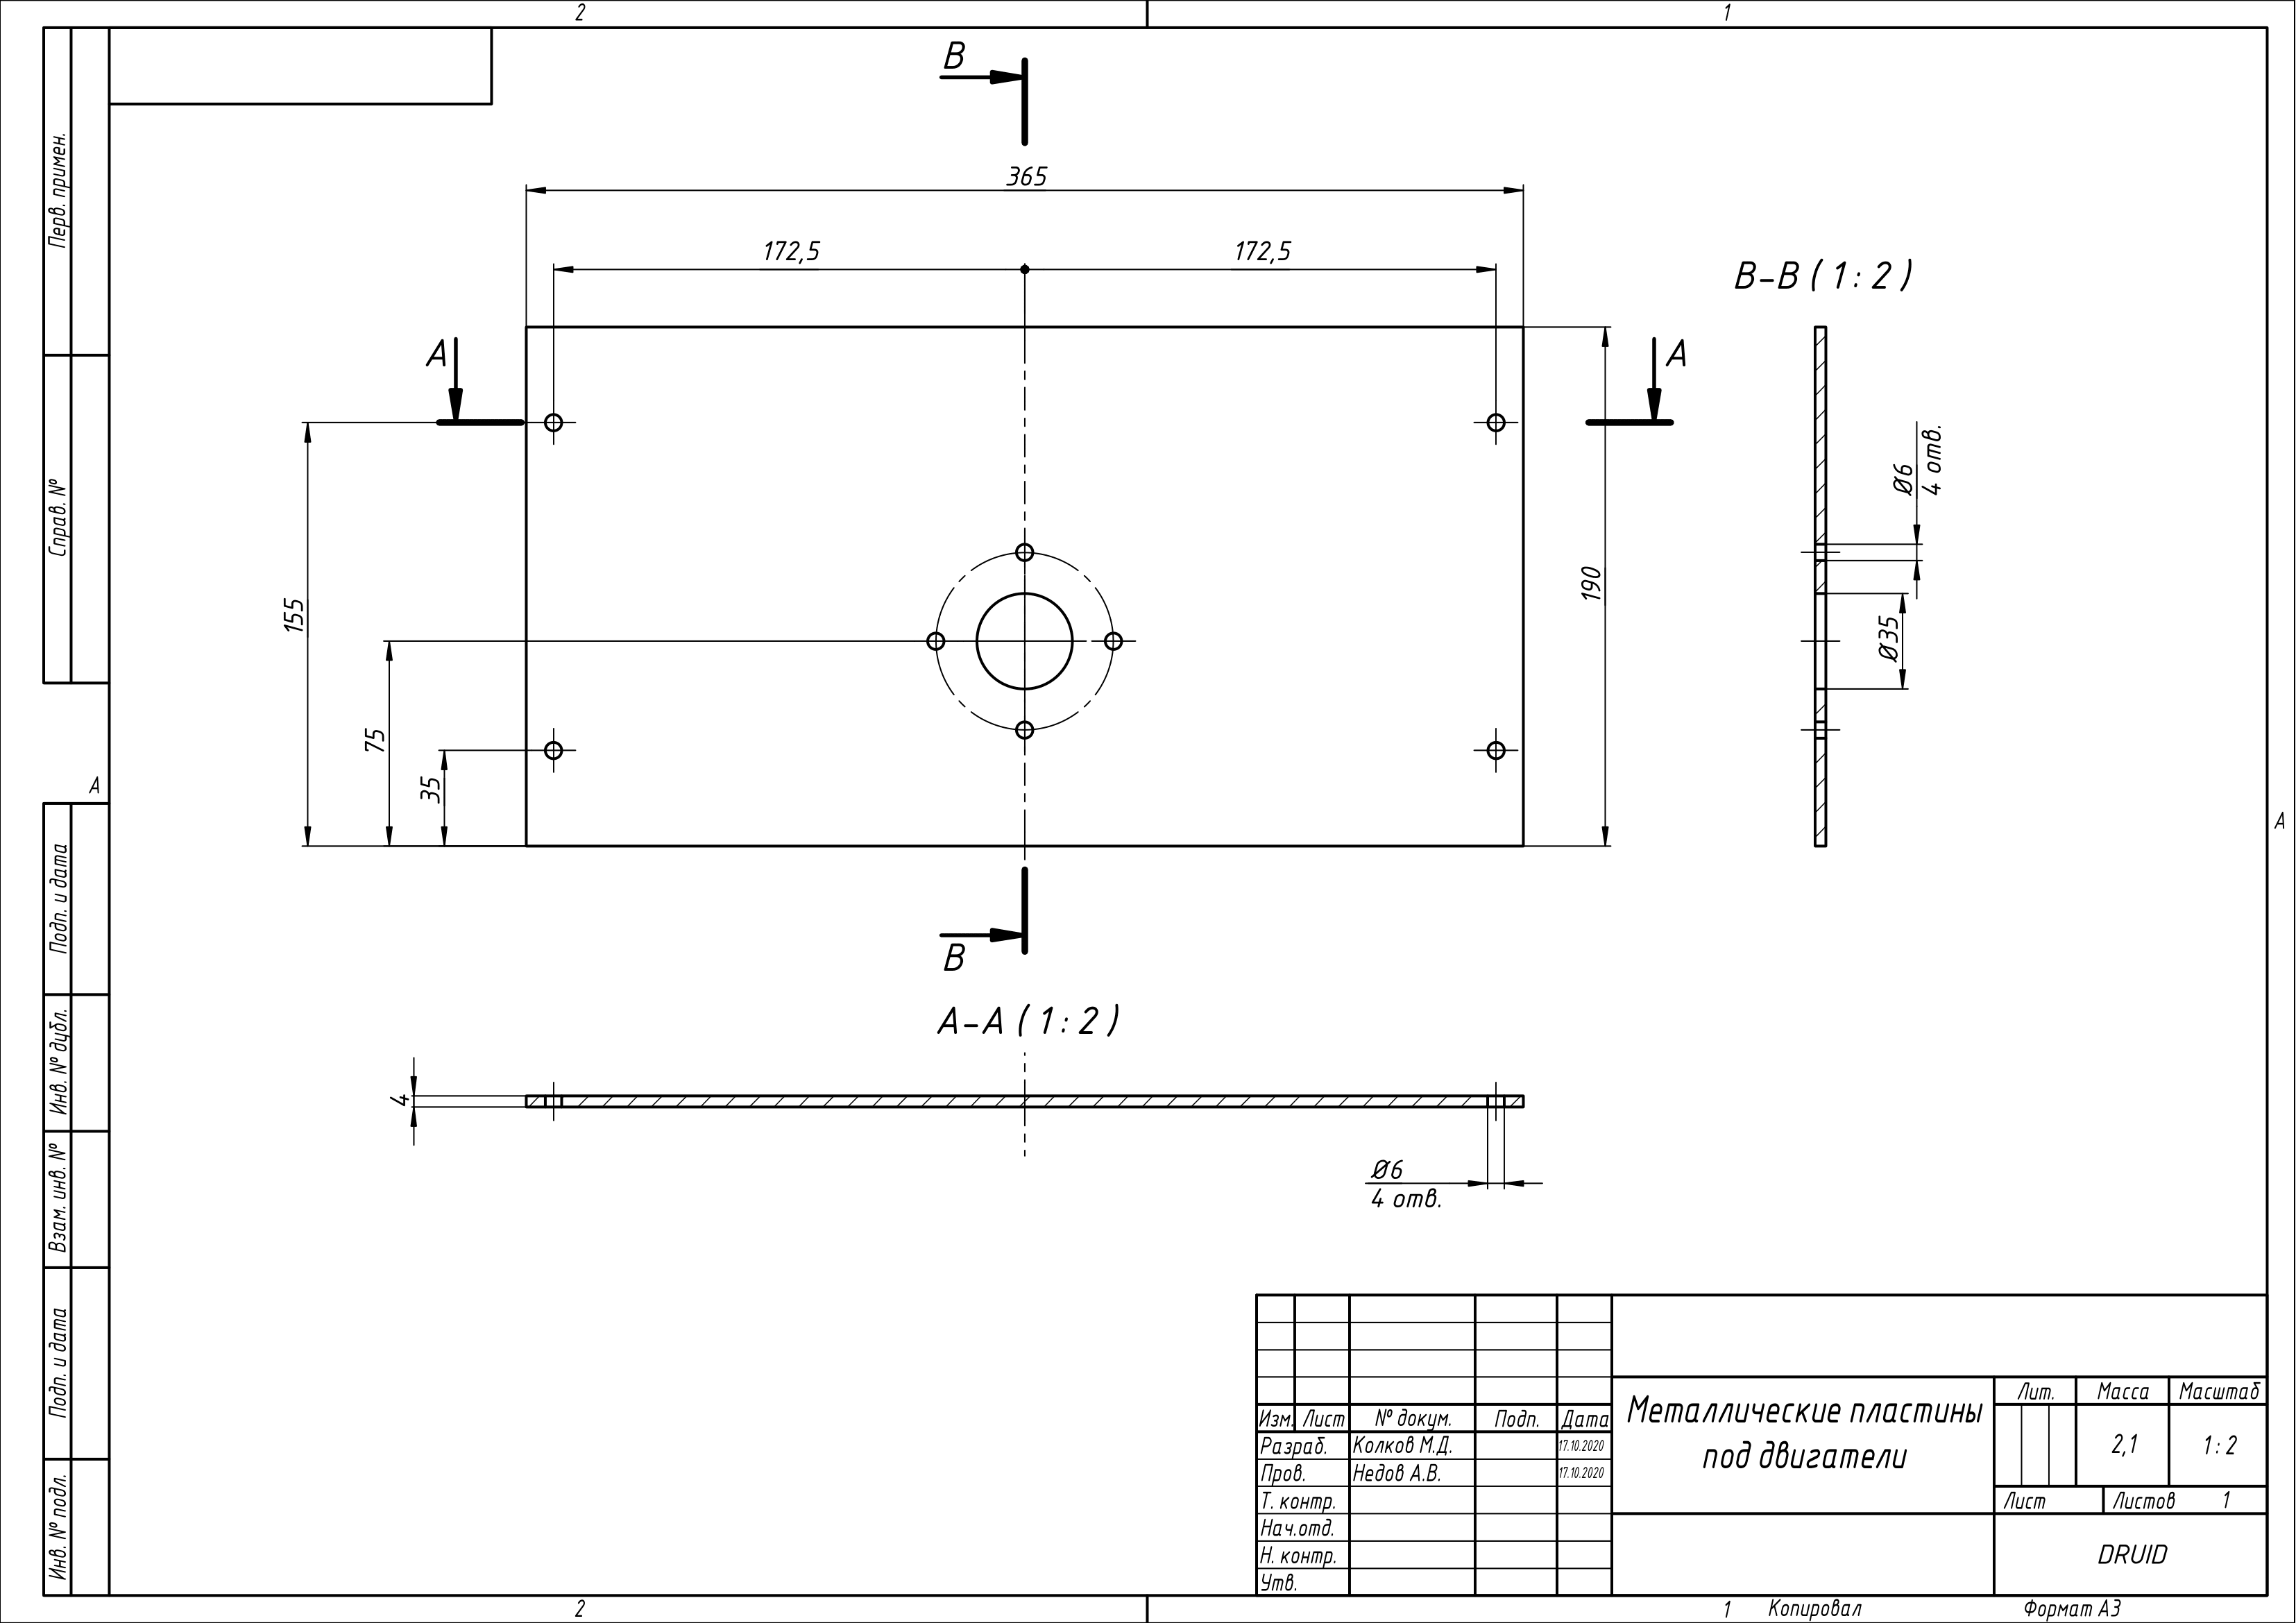 2
1
B
365
172,5
172,5
B-B ( 1 : 2 )
A
A
Перв. примен.
Справ. №
Ø6
4 отв.
Ø35
190
155
75
35
A
A
B
A-A ( 1 : 2 )
4
Ø6
4 отв.
Подп. и дата
Инв. № дубл.
Взам. инв. №
Подп. и дата
Инв. № подл.
Изм. Лист № докум. Подп. Дата
Разраб. Колков М.Д. 17.10.2020
Пров. Недов А.В. 17.10.2020
Т. контр.
Нач.отд.
Н. контр.
Утв.
Металлические пластины
под двигатели
Лит. Масса Масштаб
2,1 1 : 2
Лист Листов 1
DRUID
2
1 Копировал Формат А3